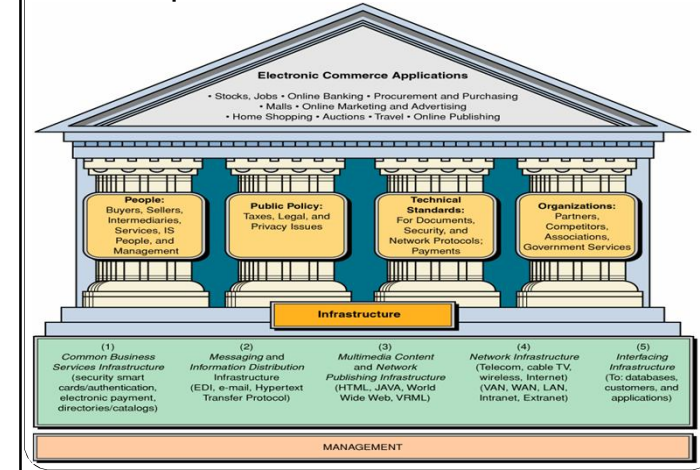 Electronic Commerce Applications
• Stocks, Jobs • Online Banking • Procurement and Purchasing
• Malls • Online Marketing and Advertising
• Home Shopping • Auctions • Travel • Online Publishing
People:
Buyers, Sellers,
Intermediaries,
Services, IS
People, and
Management
Public Policy:
Taxes, Legal, and
Privacy Issues
Technical
Standards:
For Documents,
Security, and
Network Protocols;
Payments
Organizations:
Partners,
Competitors,
Associations,
Government Services
Infrastructure
(1)
Common Business
Services Infrastructure
(security smart
cards/authentication,
electronic payment,
directories/catalogs)
(2)
Messaging and
Information Distribution
Infrastructure
(EDI, e-mail, Hypertext
Transfer Protocol)
(3)
Multimedia Content
and Network
Publishing Infrastructure
(HTML, JAVA, World
Wide Web, VRML)
(4)
Network Infrastructure
(Telecom, cable TV,
wireless, Internet)
(VAN, WAN, LAN,
Intranet, Extranet)
(5)
Interfacing
Infrastructure
(To: databases,
customers, and
applications)
MANAGEMENT